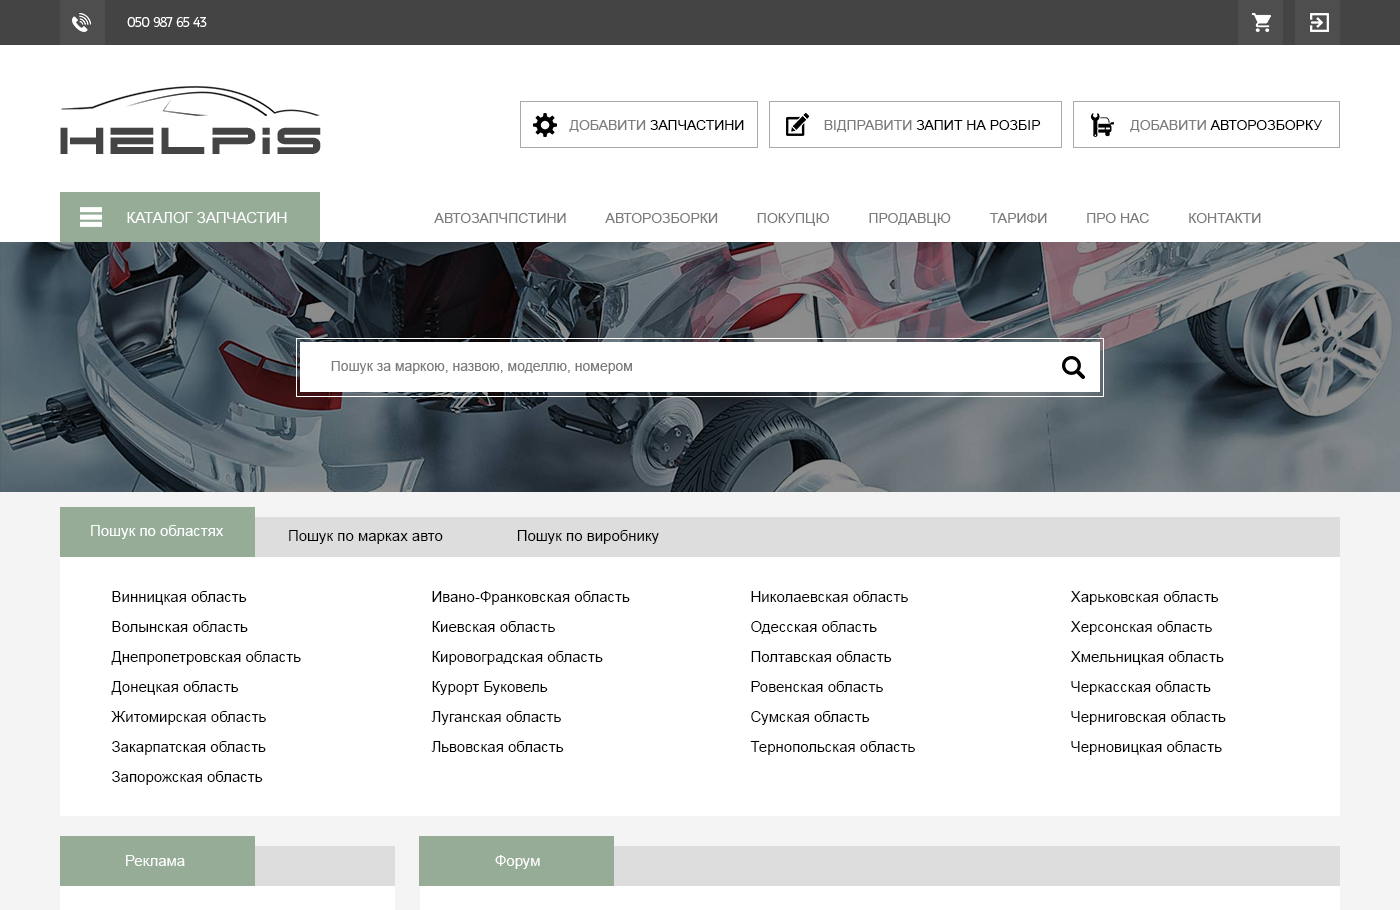 050 987 65 43
HELPiS
ДОБАВИТИ ЗАПЧАСТИНИ
ВІДПРАВИТИ ЗАПИТ НА РОЗБІР
ДОБАВИТИ АВТОРОЗБОРКУ
КАТАЛОГ ЗАПЧАСТИН
АВТОЗАПЧПСТИНИ
АВТОРОЗБОРКИ
ПОКУПЦЮ
ПРОДАВЦЮ
ТАРИФИ
ПРО НАС
КОНТАКТИ
Пошук за маркою, назвою, моделлю, номером
Пошук по областях
Пошук по марках авто
Пошук по виробнику
Винницкая область
Волынская область
Днепропетровская область
Донецкая область
Житомирская область
Закарпатская область
Запорожская область
Ивано-Франковская область
Киевская область
Кировоградская область
Курорт Буковель
Луганская область
Львовская область
Николаевская область
Одесская область
Полтавская область
Ровенская область
Сумская область
Тернопольская область
Харьковская область
Херсонская область
Хмельницкая область
Черкасская область
Черниговская область
Черновицкая область
Реклама
Форум